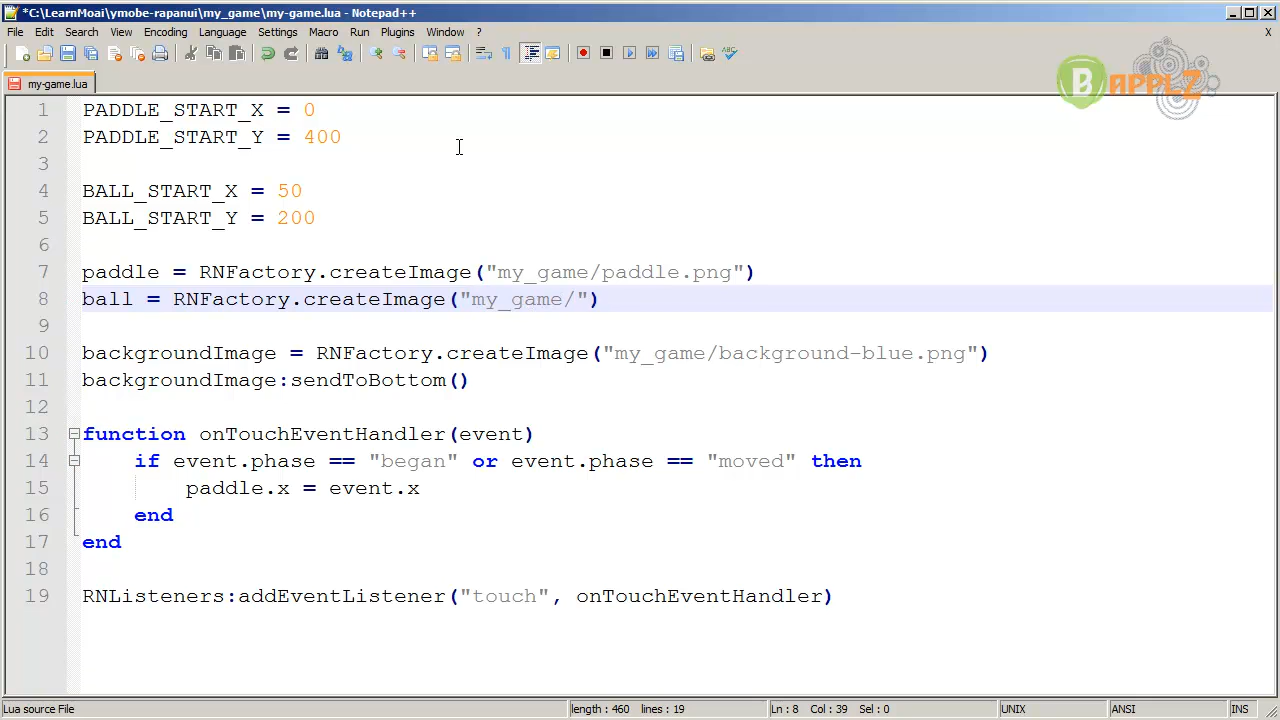 *C:\LearnMoai\ymobe-rapanui\my_game\my-game.lua - Notepad++
File Edit Search View Encoding Language Settings Macro Run Plugins Window ? X
my-game.lua
B APPLZ
1 PADDLE_START_X = 0
2 PADDLE_START_Y = 400
3
4 BALL_START_X = 50
5 BALL_START_Y = 200
6
7 paddle = RNFactory.createImage("my_game/paddle.png")
8 ball = RNFactory.createImage("my_game/")
9
10 backgroundImage = RNFactory.createImage("my_game/background-blue.png")
11 backgroundImage:sendToBottom()
12
13 function onTouchEventHandler(event)
14 if event.phase == "began" or event.phase == "moved" then
15 paddle.x = event.x
16 end
17 end
18
19 RNListeners:addEventListener("touch", onTouchEventHandler)
Lua source File length : 460 lines : 19 Ln : 8 Col : 39 Sel : 0 UNIX ANSI INS